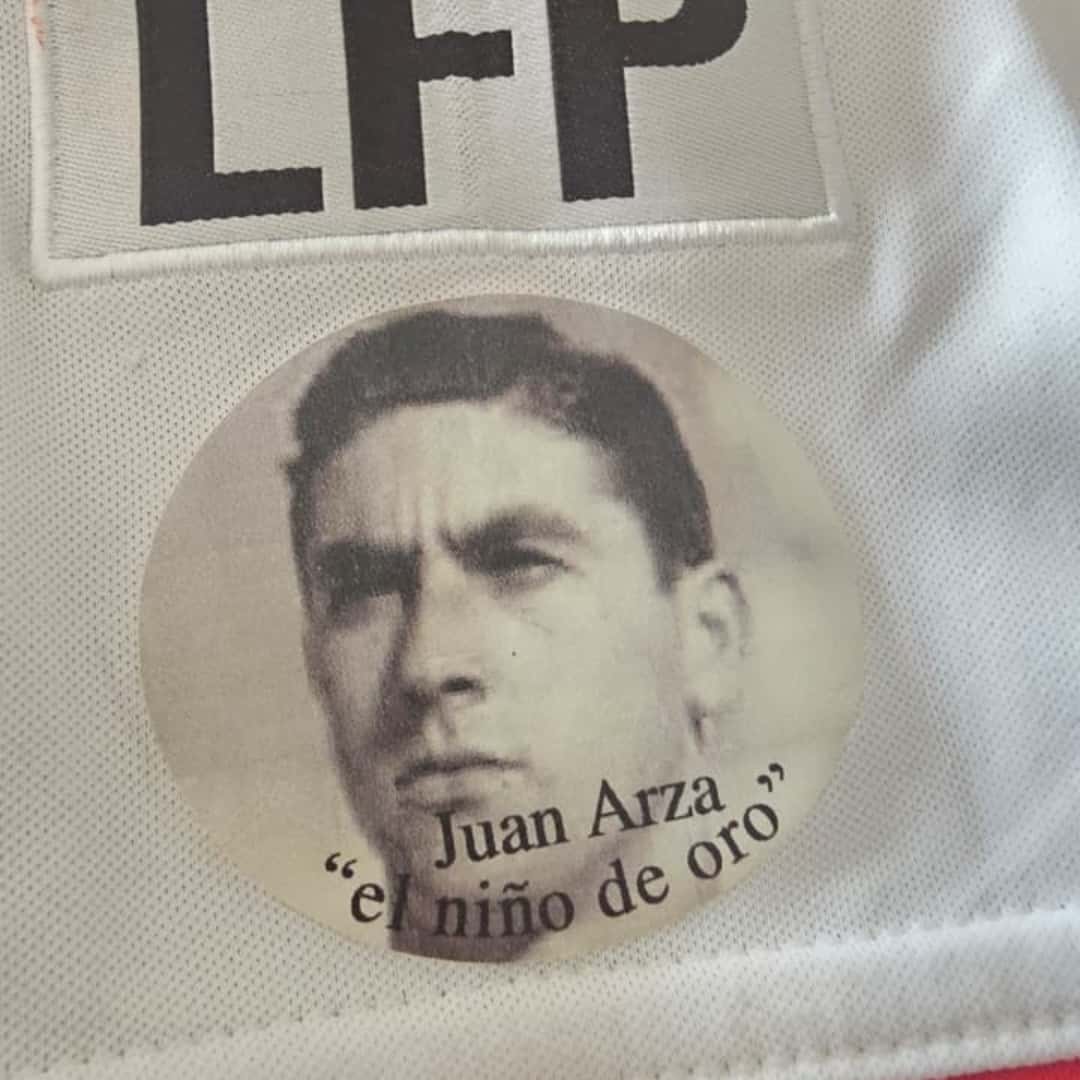 LFP
Juan Arza
“el niño de oro”